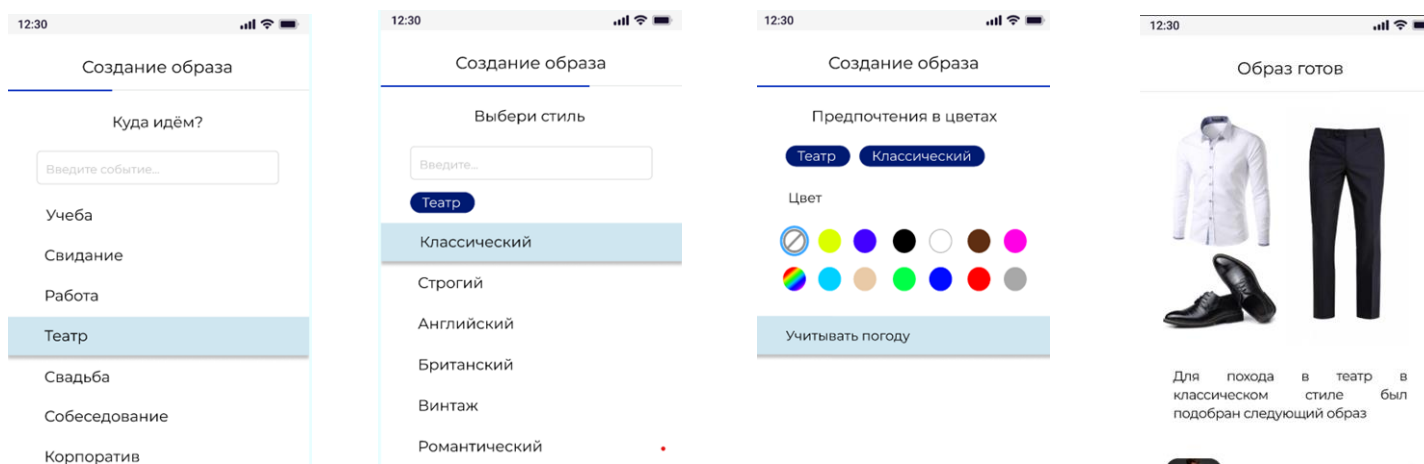 12:30
Создание образа
Куда идём?
Введите событие...
Учеба
Свидание
Работа
Театр
Свадьба
Собеседование
Корпоратив
12:30
Создание образа
Выбери стиль
Введите...
Театр
Классический
Строгий
Английский
Британский
Винтаж
Романтический
12:30
Создание образа
Предпочтения в цветах
Театр Классический
Цвет
Учитывать погоду
12:30
Образ готов
Для похода в театр в
классическом стиле был
подобран следующий образ